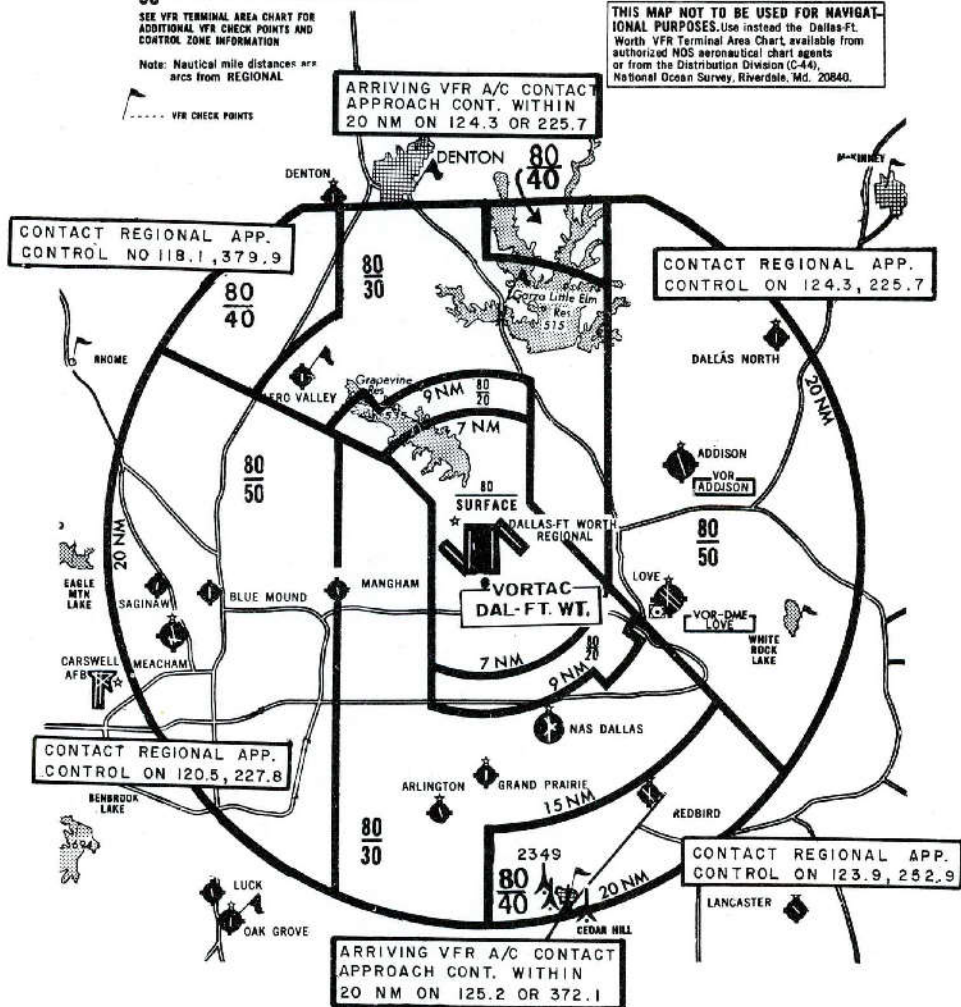 SEE VFR TERMINAL AREA CHART FOR
ADDITIONAL VFR CHECK POINTS AND
CONTROL ZONE INFORMATION
Note: Nautical mile distances are
arcs from REGIONAL
VFR CHECK POINTS
THIS MAP NOT TO BE USED FOR NAVIGAT-
IONAL PURPOSES. Use instead the Dallas-Ft.
Worth VFR Terminal Area Chart, available from
authorized NOS aeronautical chart agents
or from the Distribution Division (C-44),
National Ocean Survey, Riverdale, Md. 20840.
ARRIVING VFR A/C CONTACT
APPROACH CONT. WITHIN
20 NM ON 124.3 OR 225.7
DENTON
80
40
DENTON
McKINNEY
CONTACT REGIONAL APP.
CONTROL NO 118.1, 379.9
80
30
CONTACT REGIONAL APP.
CONTROL ON 124.3, 225.7
80
40
Garza Little Elm
Res
515
RHOME
DALLAS NORTH
AERO VALLEY
Grapevine
Res
535
9 NM
80
20
7 NM
20 NM
80
50
ADDISON
VOR
ADDISON
80
SURFACE
DALLAS-FT WORTH
REGIONAL
80
50
20 NM
EAGLE
MTN
LAKE
SAGINAW
BLUE MOUND
MANGHAM
VORTAC
DAL-FT. WT.
LOVE
VOR-DME
LOVE
WHITE
ROCK
LAKE
CARSWELL
AFB
MEACHAM
7 NM
80
20
9 NM
NAS DALLAS
CONTACT REGIONAL APP.
CONTROL ON 120.5, 227.8
BENBROOK
LAKE
694
ARLINGTON
GRAND PRAIRIE
15 NM
REDBIRD
80
30
2349
80
40
20 NM
CONTACT REGIONAL APP.
CONTROL ON 123.9, 252.9
LUCK
OAK GROVE
CEDAR HILL
LANCASTER
ARRIVING VFR A/C CONTACT
APPROACH CONT. WITHIN
20 NM ON 125.2 OR 372.1